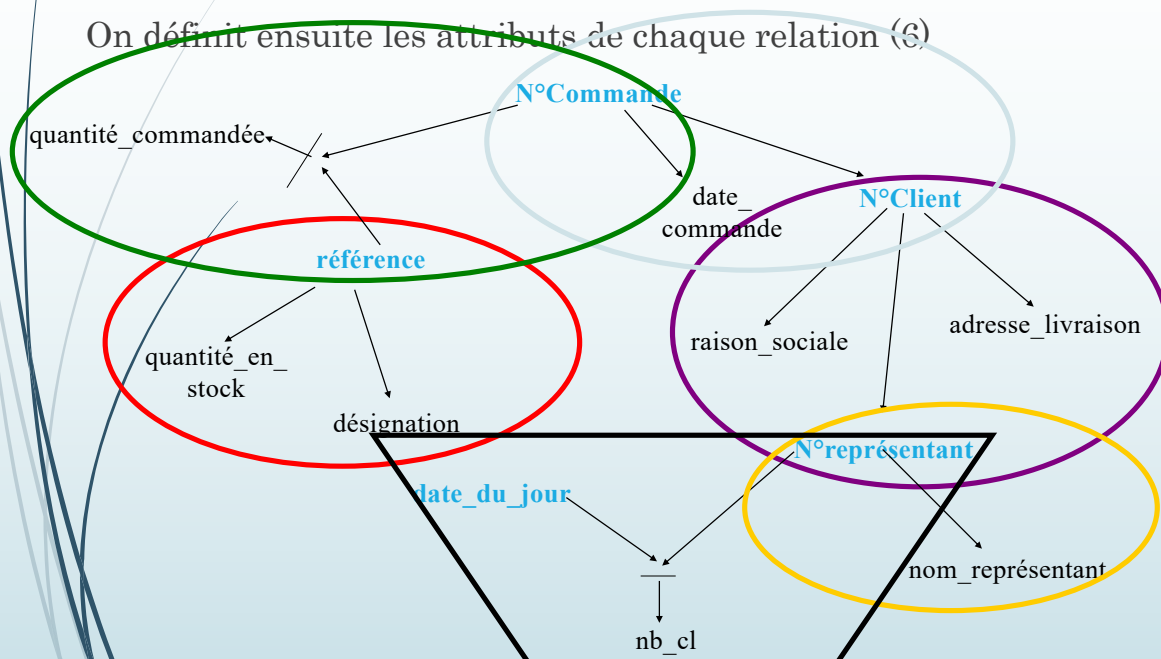 On définit ensuite les attributs de chaque relation (6)
N°Commande
quantité_commandée
date_
commande
N°Client
référence
raison_sociale
adresse_livraison
quantité_en_
stock
désignation
N°représentant
date_du_jour
nom_représentant
nb_cl